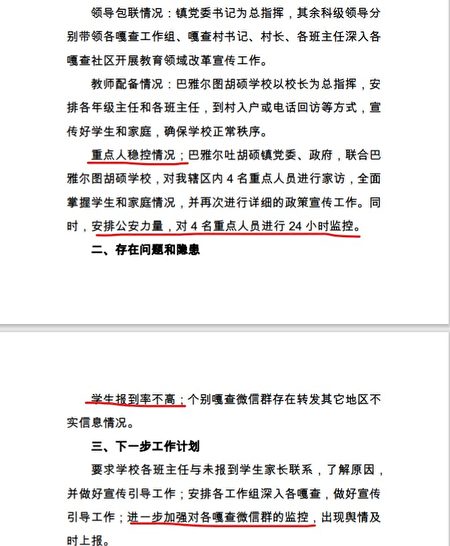 领导包联情况：镇党委书记为总指挥，其余科级领导分
别带领各嘎查工作组、嘎查村书记、村长、各班主任深入各
嘎查社区开展教育领域改革宣传工作。
教师配备情况：巴雅尔图胡硕学校以校长为总指挥，安
排各年级主任和各班主任，到村入户或电话回访等方式，宣
传好学生和家庭，确保学校正常秩序。
重点人稳控情况；巴雅尔吐胡硕镇党委、政府，联合巴
雅尔图胡硕学校，对我辖区内 4 名重点人员进行家访，全面
掌握学生和家庭情况，并再次进行详细的政策宣传工作。同
时，安排公安力量，对 4 名重点人员进行 24 小时监控。
二、存在问题和隐患
学生报到率不高；个别嘎查微信群存在转发其它地区不
实信息情况。
三、下一步工作计划
要求学校各班主任与未报到学生家长联系，了解原因，
并做好宣传引导工作；安排各工作组深入各嘎查，做好宣传
引导工作；进一步加强对各嘎查微信群的监控，出现舆情及
时上报。